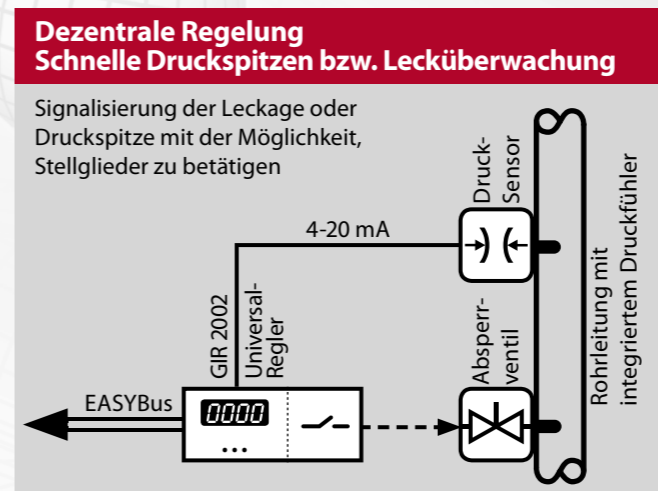 Dezentrale Regelung
Schnelle Druckspitzen bzw. Lecküberwachung
Signalisierung der Leckage oder
Druckspitze mit der Möglichkeit,
Stellglieder zu betätigen
Druck-
Sensor
4-20 mA
GIR 2002
Universal-
Regler
Absperr-
ventil
Rohrleitung mit
integriertem Druckfühler
EASYBus
0000
...